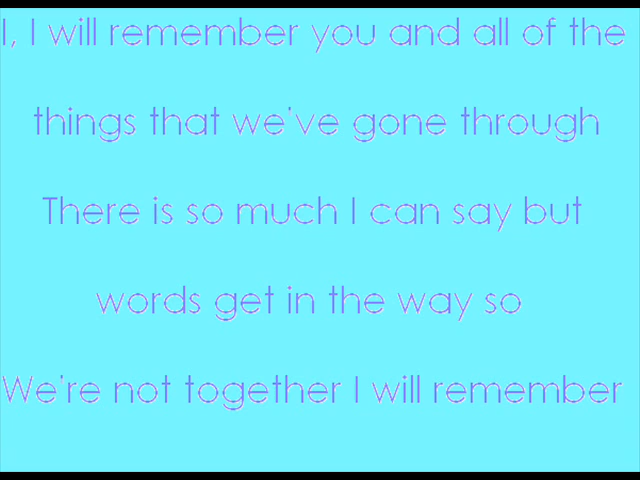 I, I will remember you and all of the
things that we've gone through
There is so much I can say but
words get in the way so
We're not together I will remember